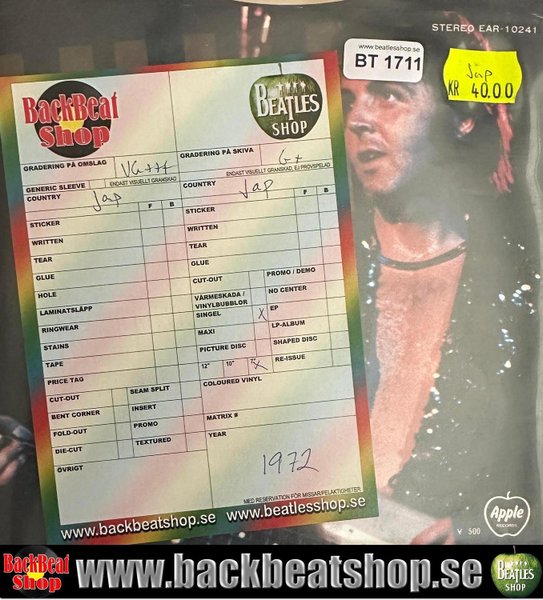 STEREO EAR-10241
www.beatlesshop.se
BT 1711
Jap
KR 40.00
BackBeat
Shop
BEATLES
SHOP
GRADERING PÅ OMSLAG VG+++
GRADERING PÅ SKIVA G+
GENERIC SLEEVE ENDAST VISUELLT GRANSKAD
ENDAST VISUELLT GRANSKAD, EJ PROVSPELAD
COUNTRY Jap
COUNTRY Jap
F B
F B
STICKER
STICKER
WRITTEN
WRITTEN
TEAR
TEAR
GLUE
GLUE
HOLE
CUT-OUT
PROMO / DEMO
LAMINATSLÄPP
VÄRMESKADA /
VINYLBUBBLOR
NO CENTER
RINGWEAR
SINGEL X
EP
STAINS
MAXI
LP-ALBUM
TAPE
PICTURE DISC
SHAPED DISC
12" 10" 7" X
RE-ISSUE
PRICE TAG
COLOURED VINYL
CUT-OUT
SEAM SPLIT
BENT CORNER
INSERT
FOLD-OUT
PROMO
MATRIX #
DIE-CUT
TEXTURED
YEAR
ÖVRIGT
1972
MED RESERVATION FÖR MISSAR/FELAKTIGHETER.
www.backbeatshop.se www.beatlesshop.se
Apple
RECORDS
¥ 500
BackBeat
Shop
www.backbeatshop.se
BEATLES
SHOP